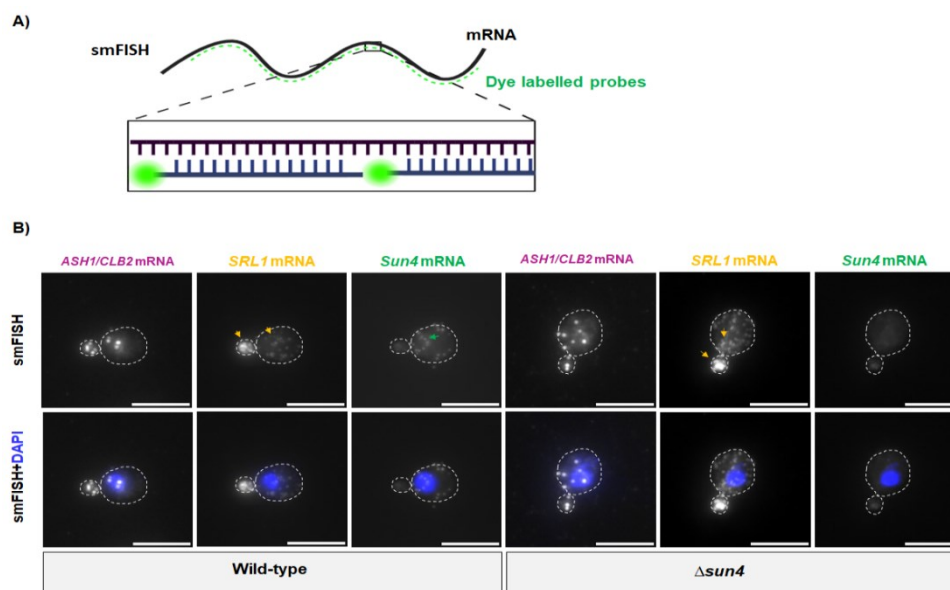 A)
smFISH
mRNA
Dye labelled probes
B)
ASH1/CLB2 mRNA SRL1 mRNA Sun4 mRNA ASH1/CLB2 mRNA SRL1 mRNA Sun4 mRNA
smFISH
smFISH+DAPI
Wild-type Δsun4